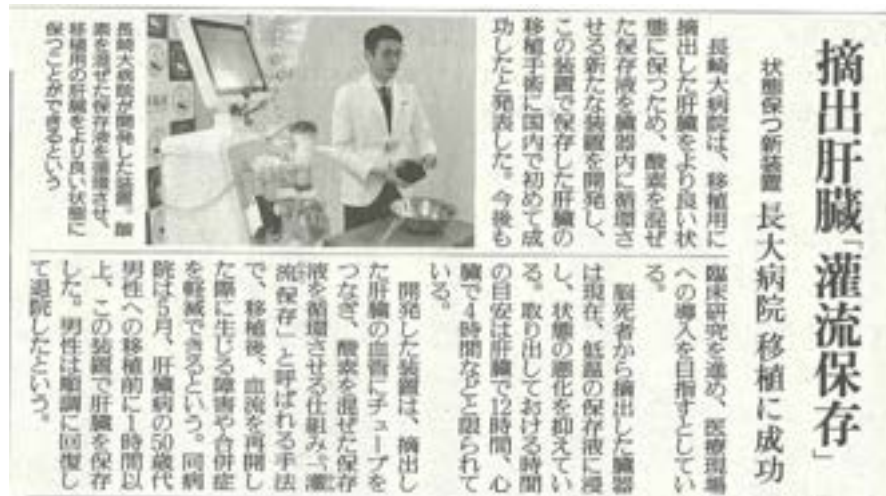 摘出肝臓「灌流保存」
状態保つ新装置 長大病院 移植に成功
長崎大病院は、移植用に
摘出した肝臓をより良い状
態に保つため、酸素を混ぜ
た保存液を臓器内に循環さ
せる新たな装置を開発し、
この装置で保存した肝臓の
移植手術に国内で初めて成
功したと発表した。今後も
臨床研究を進め、医療現場
への導入を目指すとしてい
る。
脳死者から摘出した臓器
は現在、低温の保存液に浸
し、状態の悪化を抑えてい
る。取り出しておける時間
の目安は肝臓で12時間、心
臓で4時間などと限られて
いる。
開発した装置は、摘出し
た肝臓の血管にチューブを
つなぎ、酸素を混ぜた保存
液を循環させる仕組み。「灌
流保存」と呼ばれる手法
で、移植後、血流を再開し
た際に生じる障害や合併症
を軽減できるという。同病
院は5月、肝臓病の50歳代
男性への移植前に1時間以
上、この装置で肝臓を保存
した。男性は順調に回復し
て退院したという。
長崎大病院が開発した装置。酸
素を混ぜた保存液を循環させ、
移植用の肝臓をより良い状態に
保つことができるという